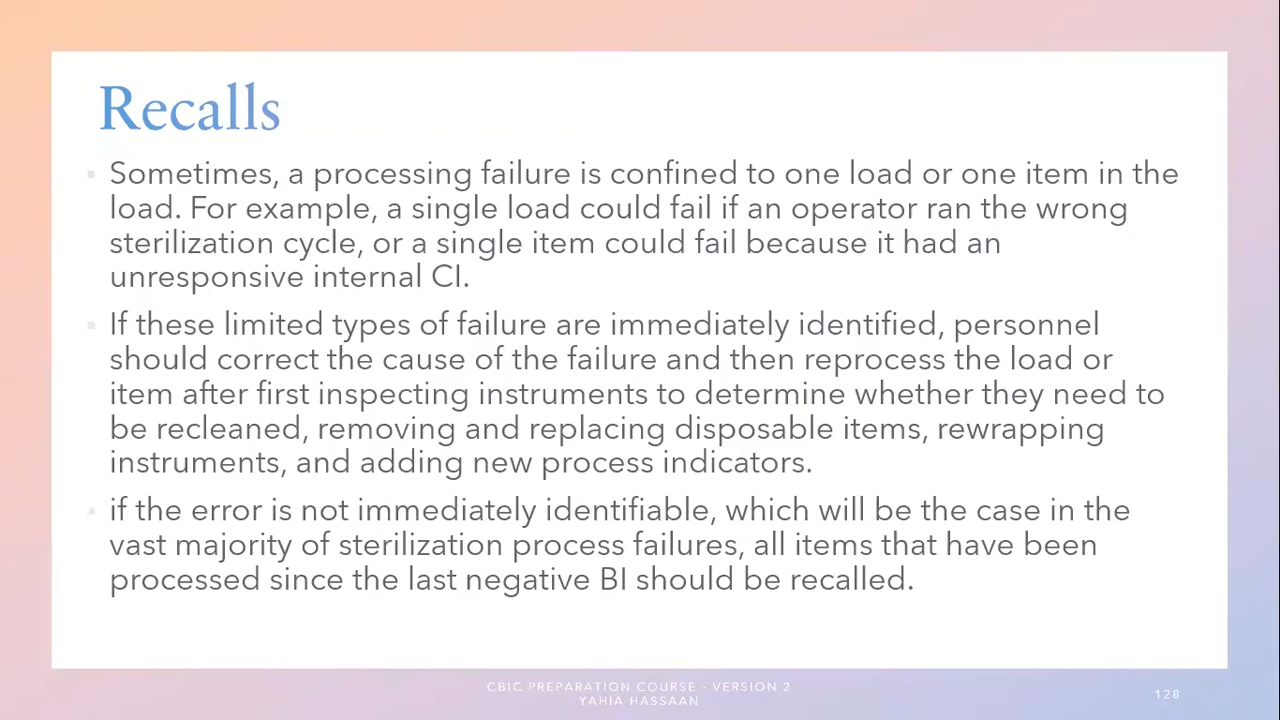 Recalls
Sometimes, a processing failure is confined to one load or one item in the
load. For example, a single load could fail if an operator ran the wrong
sterilization cycle, or a single item could fail because it had an
unresponsive internal CI.
If these limited types of failure are immediately identified, personnel
should correct the cause of the failure and then reprocess the load or
item after first inspecting instruments to determine whether they need to
be recleaned, removing and replacing disposable items, rewrapping
instruments, and adding new process indicators.
if the error is not immediately identifiable, which will be the case in the
vast majority of sterilization process failures, all items that have been
processed since the last negative BI should be recalled.
CBIC PREPARATION COURSE - VERSION 2
YAHIA HASSAAN
128